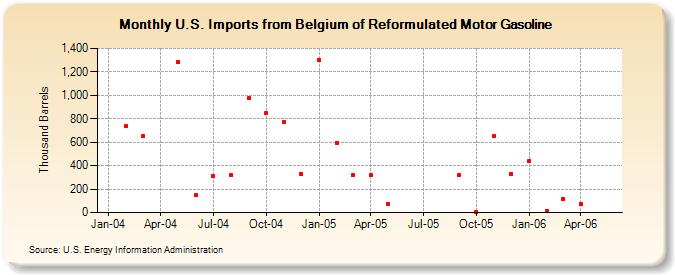 Monthly U.S. Imports from Belgium of Reformulated Motor Gasoline
Thousand Barrels
1,400
1,200
1,000
800
600
400
200
0
Jan-04 Apr-04 Jul-04 Oct-04 Jan-05 Apr-05 Jul-05 Oct-05 Jan-06 Apr-06
Source: U.S. Energy Information Administration